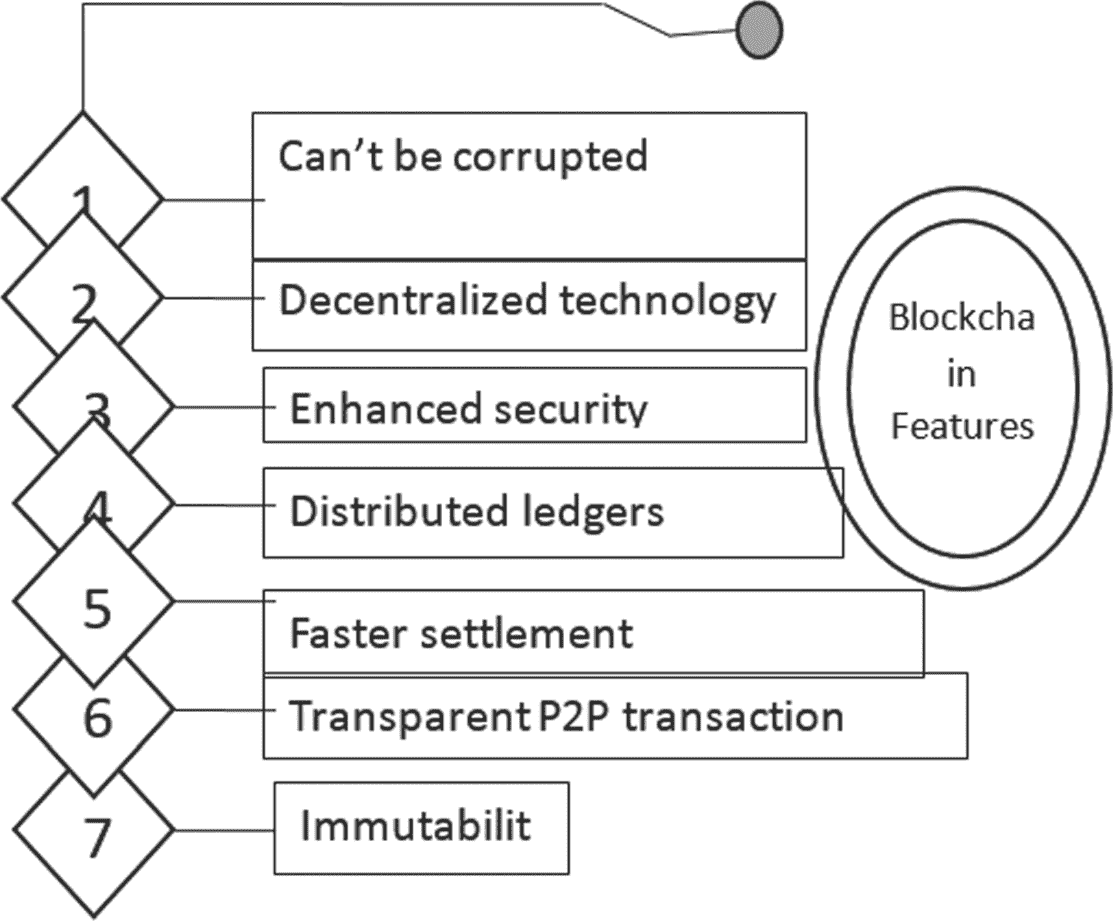 1
Can't be corrupted
2
Decentralized technology
3
Enhanced security
4
Distributed ledgers
5
Faster settlement
6
Transparent P2P transaction
7
Immutabilit
Blockcha
in
Features